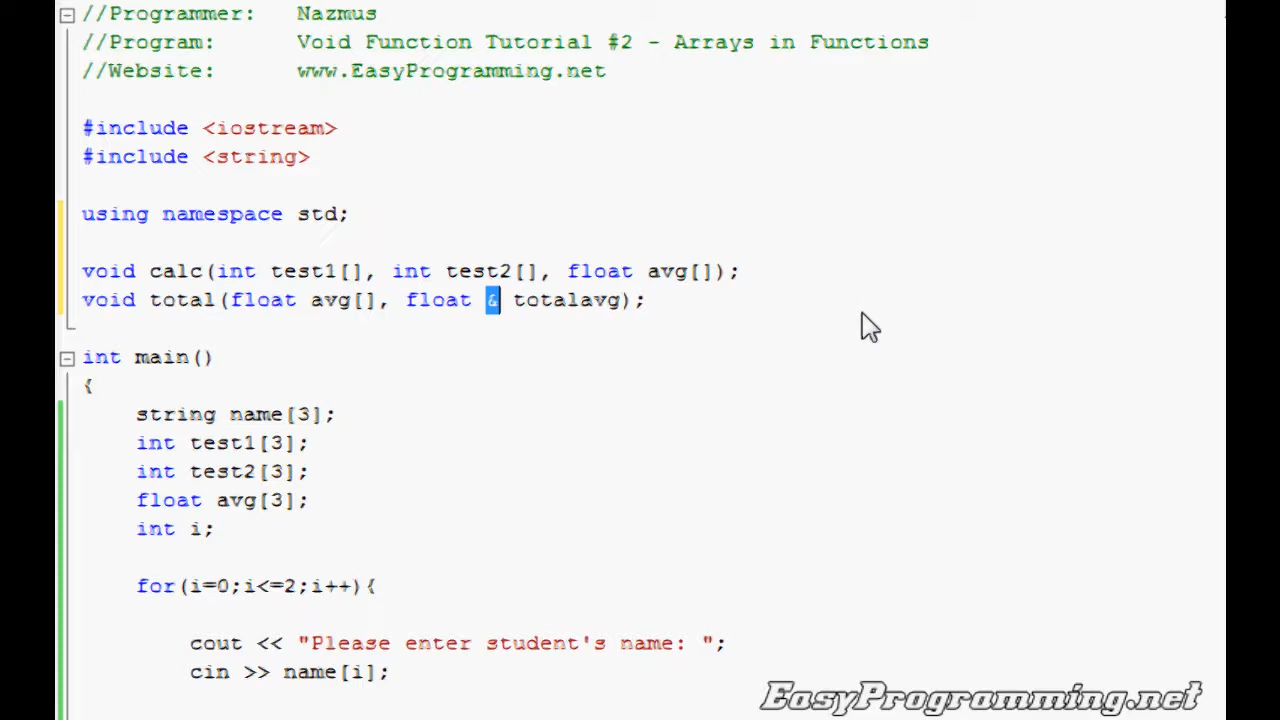 //Programmer: Nazmus
//Program: Void Function Tutorial #2 - Arrays in Functions
//Website: www.EasyProgramming.net
#include <iostream>
#include <string>
using namespace std;
void calc(int test1[], int test2[], float avg[]);
void total(float avg[], float & totalavg);
int main()
{
string name[3];
int test1[3];
int test2[3];
float avg[3];
int i;
for(i=0;i<=2;i++){
cout << "Please enter student's name: ";
cin >> name[i];
EasyProgramming.net